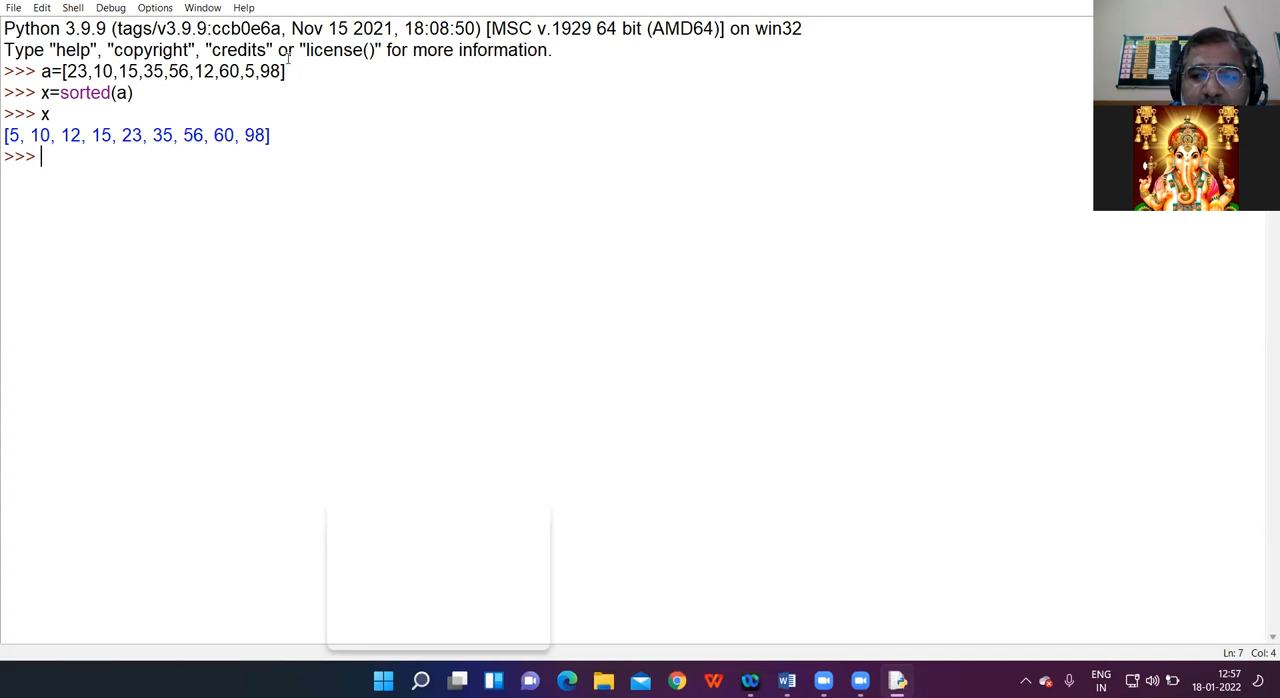 File Edit Shell Debug Options Window Help
Python 3.9.9 (tags/v3.9.9:ccb0e6a, Nov 15 2021, 18:08:50) [MSC v.1929 64 bit (AMD64)] on win32
Type "help", "copyright", "credits" or "license()" for more information.
>>> a=[23,10,15,35,56,12,60,5,98]
>>> x=sorted(a)
>>> x
[5, 10, 12, 15, 23, 35, 56, 60, 98]
>>>
Ln: 7 Col: 4
ENG
IN
12:57
18-01-2022